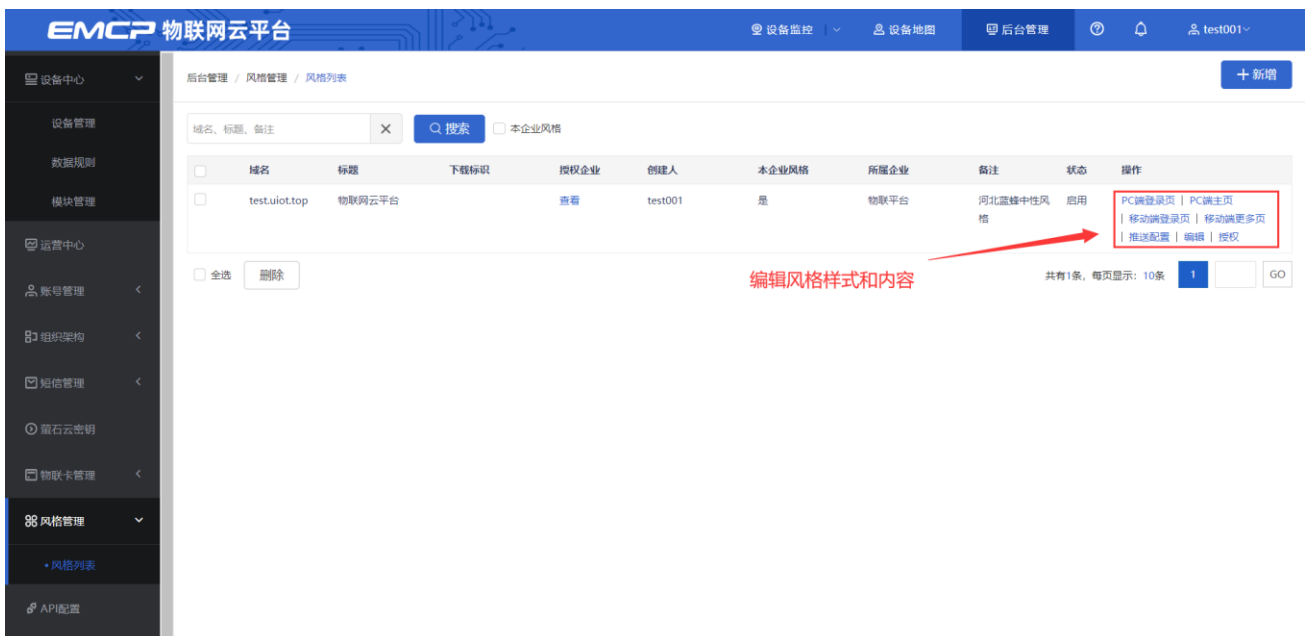 EMCP 物联网云平台
设备监控
设备地图
后台管理
test001
设备中心
设备管理
数据规则
模块管理
运营中心
账号管理
组织架构
短信管理
萤石云密钥
物联卡管理
风格管理
•风格列表
API配置
后台管理 / 风格管理 / 风格列表
+新增
域名、标题、备注
搜索
本企业风格
域名 标题 下载标识 授权企业 创建人 本企业风格 所属企业 备注 状态 操作
test.uiot.top 物联网云平台 查看 test001 是 物联平台 河北蓝蜂中性风 启用 PC端登录页 | PC端主页
格 | 移动端登录页 | 移动端更多页
| 推送配置 | 编辑 | 授权
编辑风格样式和内容
全选 删除
共有1条, 每页显示: 10条 1 GO